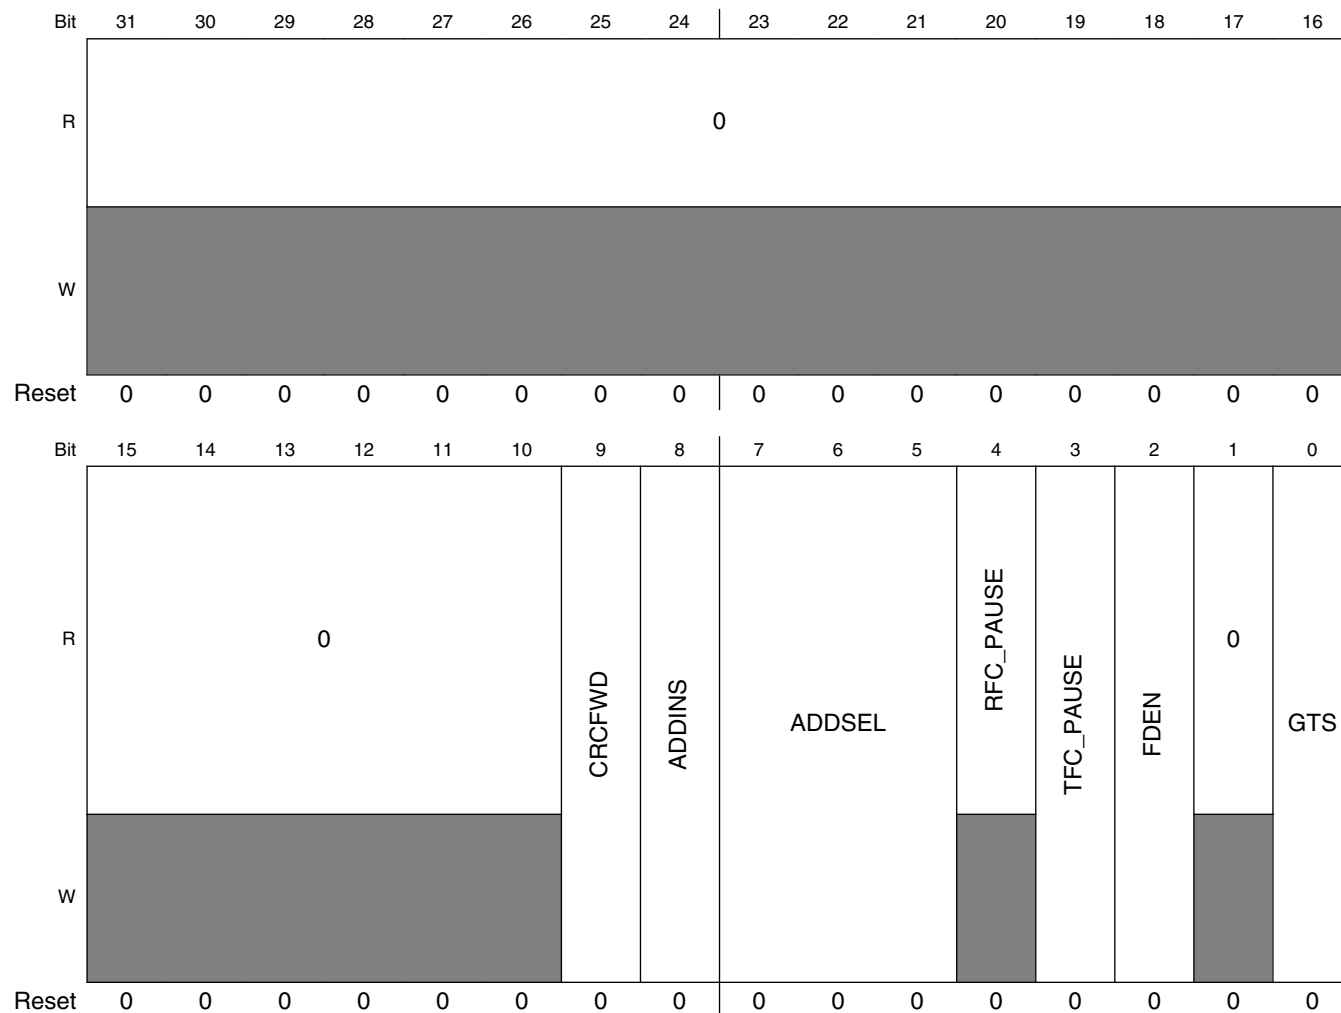 Bit 31 30 29 28 27 26 25 24 23 22 21 20 19 18 17 16
R 0
W
Reset 0 0 0 0 0 0 0 0 0 0 0 0 0 0 0 0
Bit 15 14 13 12 11 10 9 8 7 6 5 4 3 2 1 0
R 0 CRCFWD ADDINS ADDSEL RFC_PAUSE TFC_PAUSE FDEN 0 GTS
W
Reset 0 0 0 0 0 0 0 0 0 0 0 0 0 0 0 0